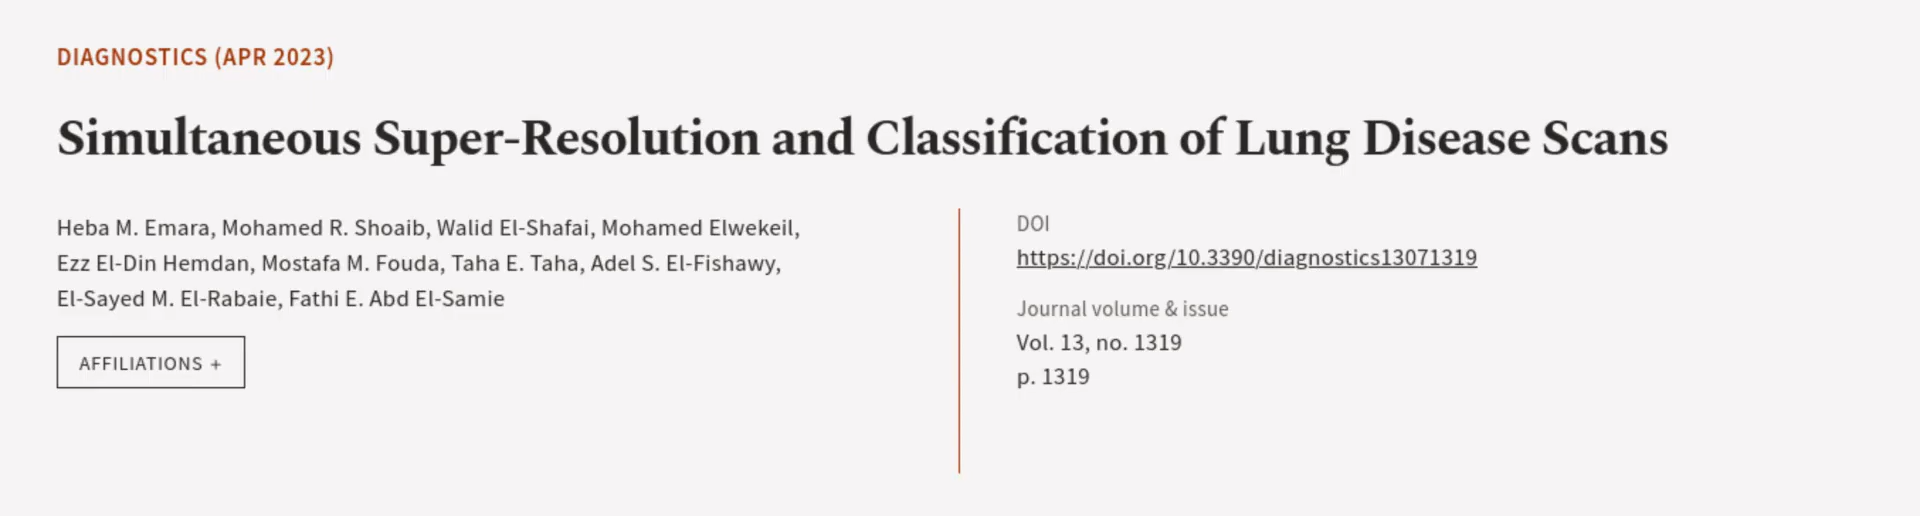 DIAGNOSTICS (APR 2023)
Simultaneous Super-Resolution and Classification of Lung Disease Scans
Heba M. Emara, Mohamed R. Shoaib, Walid El-Shafai, Mohamed Elwekeil,
Ezz El-Din Hemdan, Mostafa M. Fouda, Taha E. Taha, Adel S. El-Fishawy,
El-Sayed M. El-Rabaie, Fathi E. Abd El-Samie
AFFILIATIONS +
DOI
https://doi.org/10.3390/diagnostics13071319
Journal volume & issue
Vol. 13, no. 1319
p. 1319